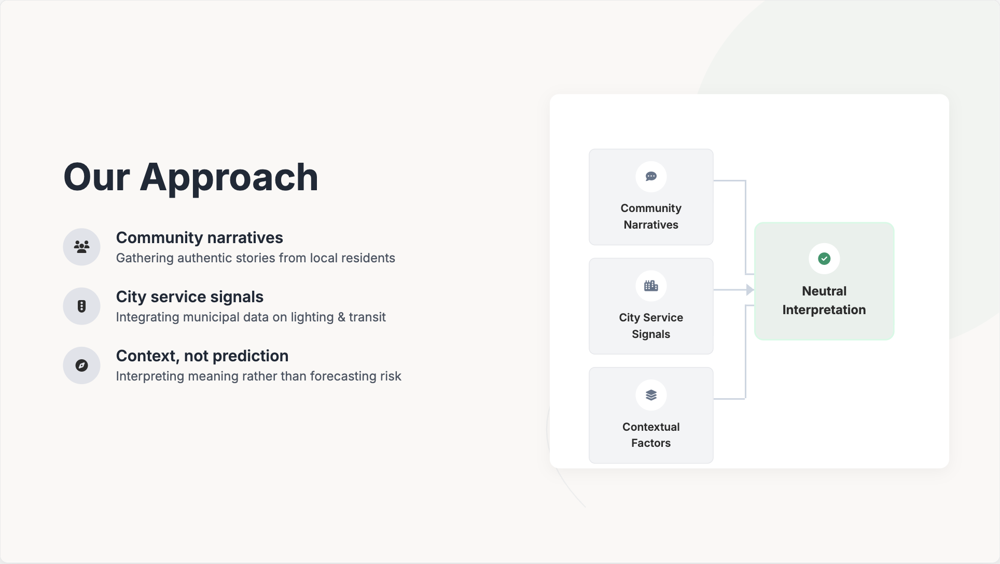 Our Approach
Community narratives
Gathering authentic stories from local residents
City service signals
Integrating municipal data on lighting & transit
Context, not prediction
Interpreting meaning rather than forecasting risk
Community
Narratives
City Service
Signals
Contextual
Factors
Neutral
Interpretation